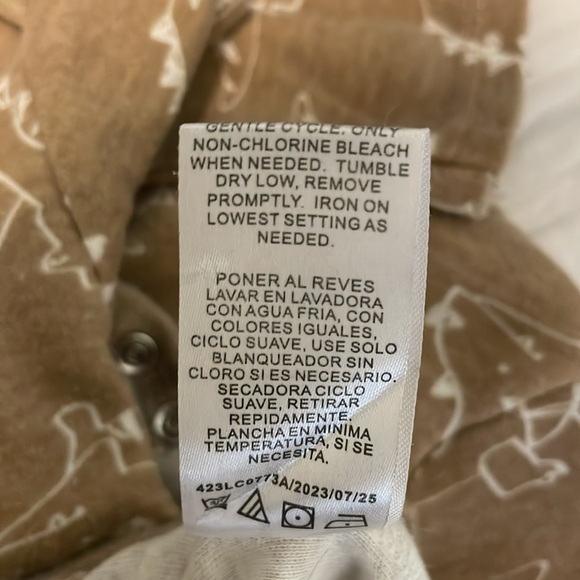 GENTLE CYCLE. ONLY
NON-CHLORINE BLEACH
WHEN NEEDED. TUMBLE
DRY LOW, REMOVE
PROMPTLY. IRON ON
LOWEST SETTING AS
NEEDED.
PONER AL REVES
LAVAR EN LAVADORA
CON AGUA FRIA, CON
COLORES IGUALES,
CICLO SUAVE, USE SOLO
BLANQUEADOR SIN
CLORO SI ES NECESARIO.
SECADORA CICLO
SUAVE, RETIRAR
REPIDAMENTE.
PLANCHA EN MINIMA
TEMPERATURA, SI SE
NECESITA.
423LC0773A/2023/07/25